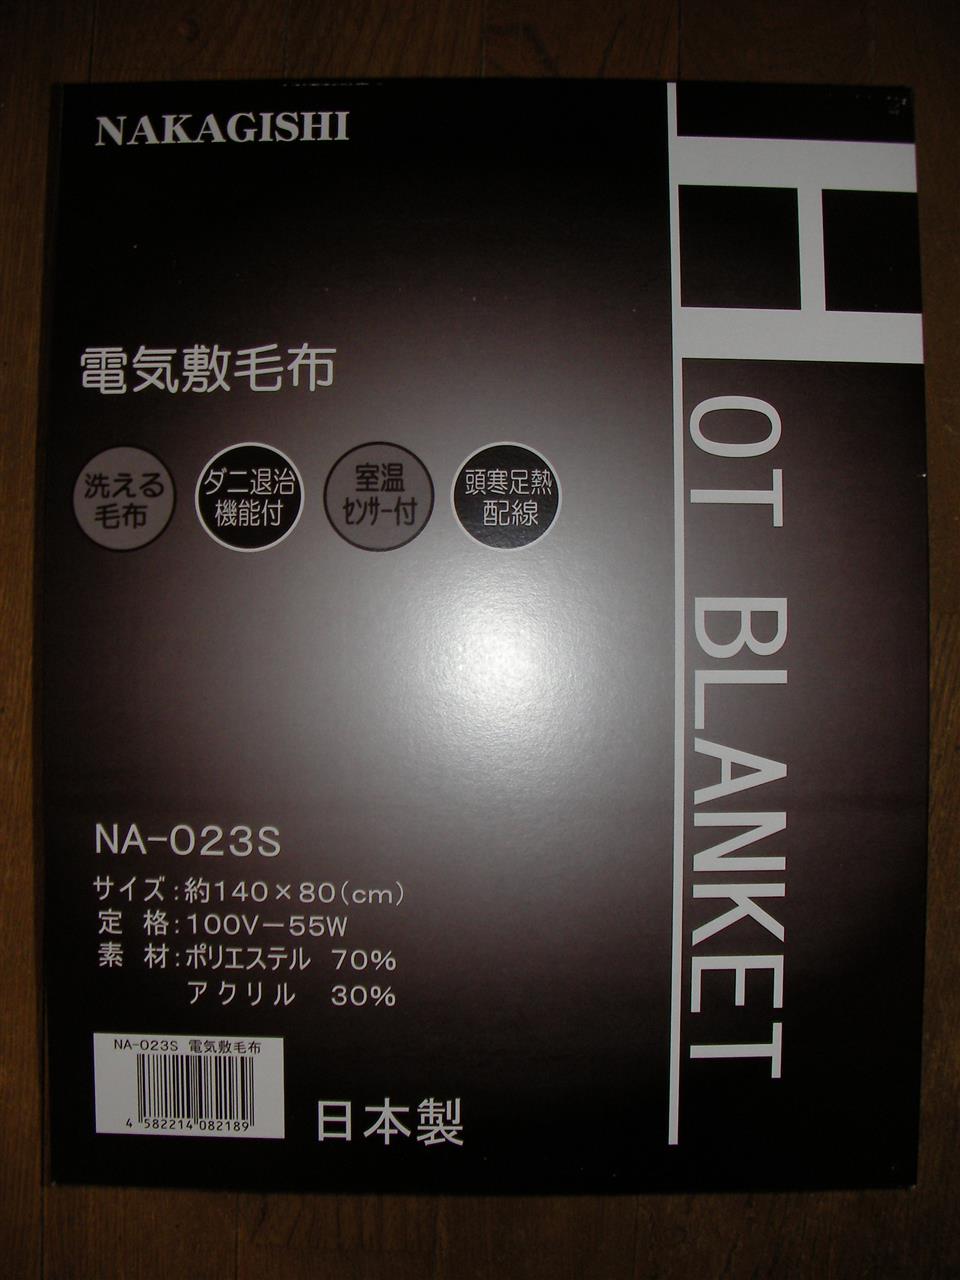 NAKAGISHI
HOT BLANKET
電気敷毛布
洗える
毛布
ダニ退治
機能付
室温
センサー付
頭寒足熱
配線
NA-023S
サイズ:約140×80(cm)
定 格:100V-55W
素 材:ポリエステル 70%
アクリル 30%
NA-023S 電気敷毛布
4 582214 082189
日本製